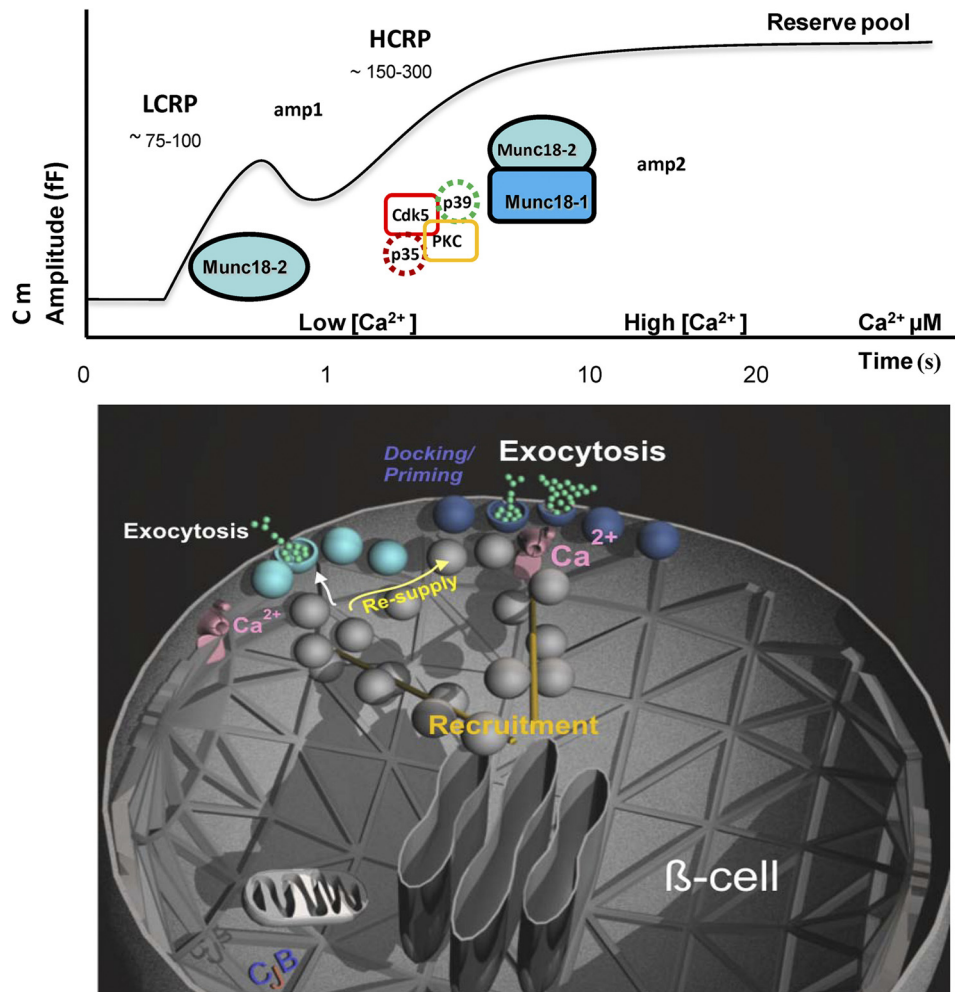 Reserve pool
HCRP
~ 150-300
LCRP
~ 75-100
amp1
amp2
Munc18-2
Munc18-1
Cdk5
p39
PKC
p35
Munc18-2
Cm
Amplitude (fF)
Low [Ca²⁺]
High [Ca²⁺]
Ca²⁺ µM
Time (s)
0
1
10
20
Docking/
Priming
Exocytosis
Exocytosis
Ca²⁺
Ca²⁺
Re-supply
Recruitment
ß-cell
CjB